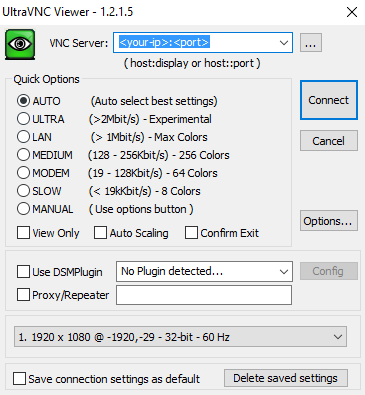 UltraVNC Viewer - 1.2.1.5
VNC Server: <your-ip>:<port> ...
( host:display or host::port )
Quick Options
AUTO (Auto select best settings)
ULTRA (>2Mbit/s) - Experimental
LAN (> 1Mbit/s) - Max Colors
MEDIUM (128 - 256Kbit/s) - 256 Colors
MODEM (19 - 128Kbit/s) - 64 Colors
SLOW (< 19kKbit/s) - 8 Colors
MANUAL (Use options button )
View Only Auto Scaling Confirm Exit
Connect
Cancel
Options...
Use DSMPlugin No Plugin detected... Config
Proxy/Repeater
1. 1920 x 1080 @ -1920,-29 - 32-bit - 60 Hz
Save connection settings as default Delete saved settings